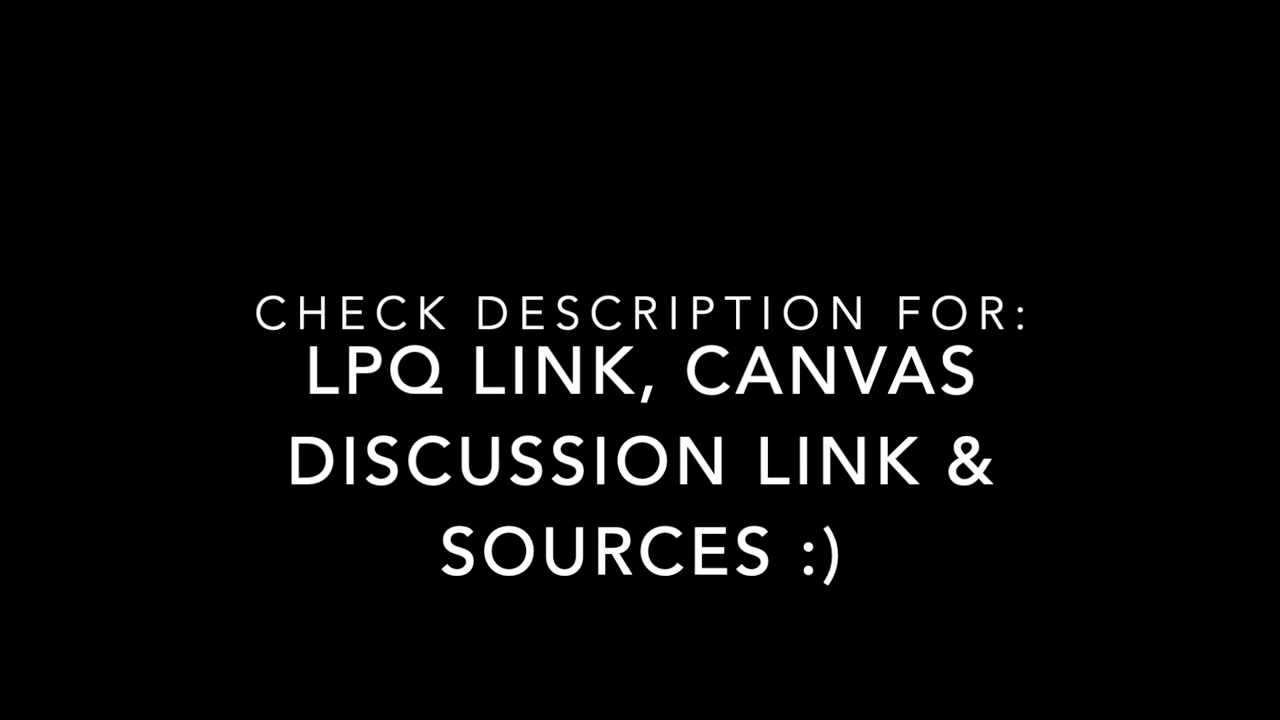 CHECK DESCRIPTION FOR:
LPQ LINK, CANVAS
DISCUSSION LINK &
SOURCES :)